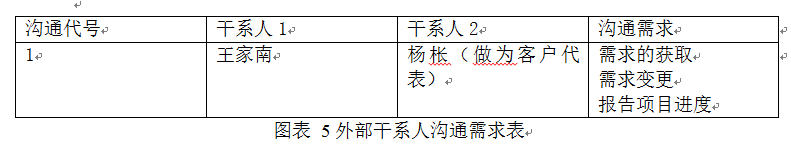 沟通代号 干系人 1 干系人 2 沟通需求
1 王家南 杨枨（做为客户代表） 需求的获取
需求变更
报告项目进度
图表 5 外部干系人沟通需求表